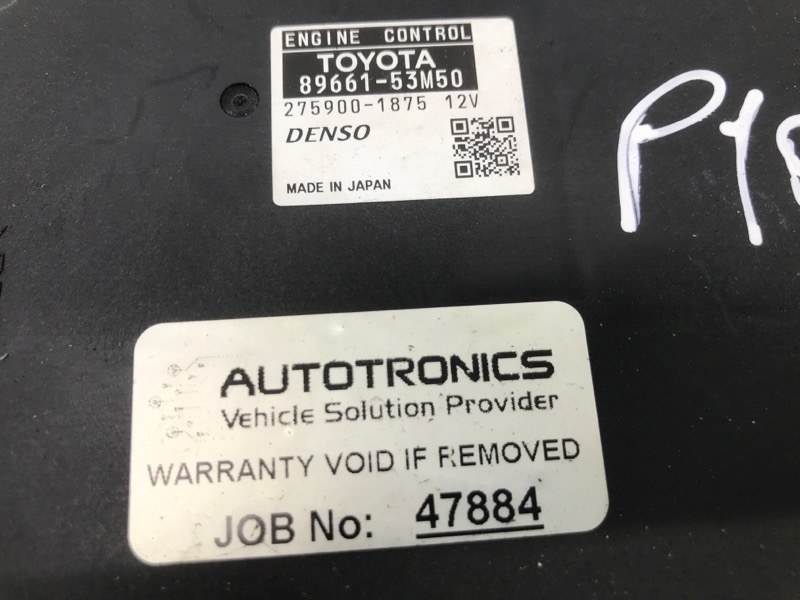 ENGINE CONTROL
TOYOTA
89661-53M50
275900-1875 12V
DENSO
MADE IN JAPAN
AUTOTRONICS
Vehicle Solution Provider
WARRANTY VOID IF REMOVED
JOB No: 47884